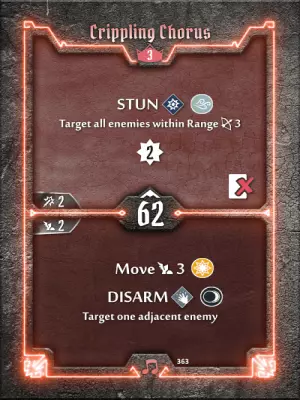 Crippling Chorus
3
STUN
Target all enemies within Range 3
2
2
62
2
Move 3
DISARM
Target one adjacent enemy
363